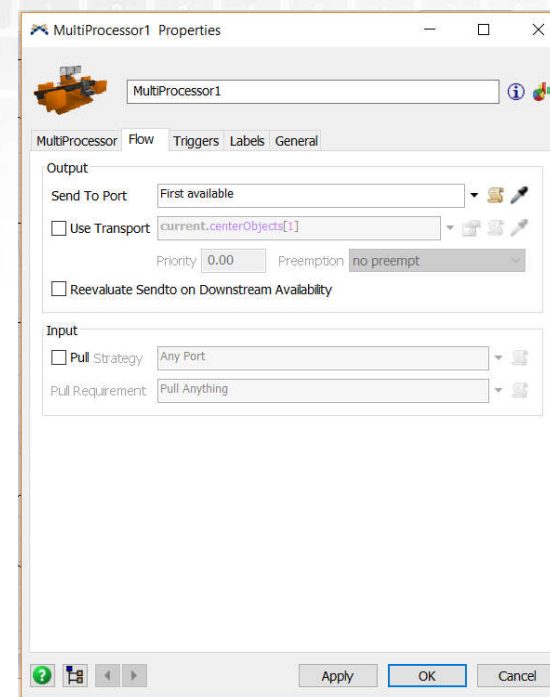 MultiProcessor1 Properties
MultiProcessor1
MultiProcessor Flow Triggers Labels General
Output
Send To Port First available
Use Transport current.centerObjects[1]
Priority 0.00 Preemption no preempt
Reevaluate Sendto on Downstream Availability
Input
Pull Strategy Any Port
Pull Requirement Pull Anything
Apply OK Cancel